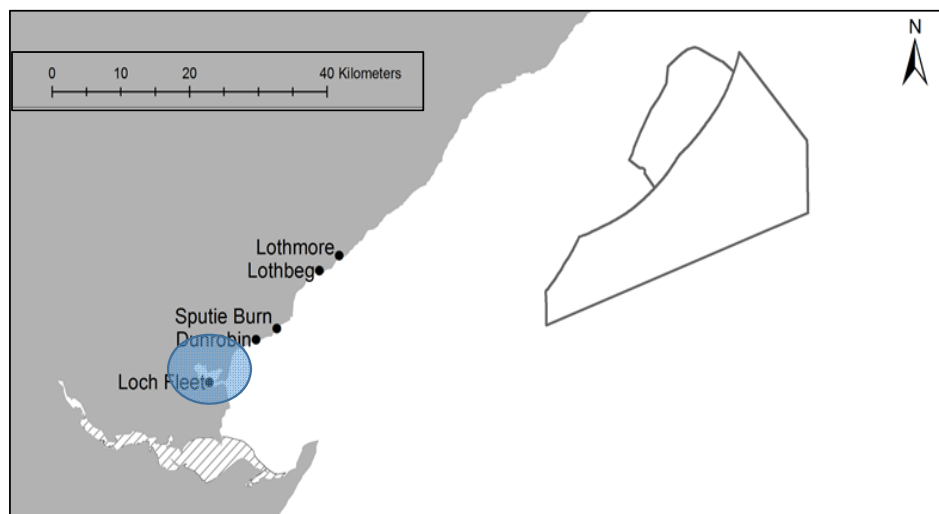 N
0 10 20 40 Kilometers
Lothmore
Lothbeg
Sputie Burn
Dunrobin
Loch Fleet